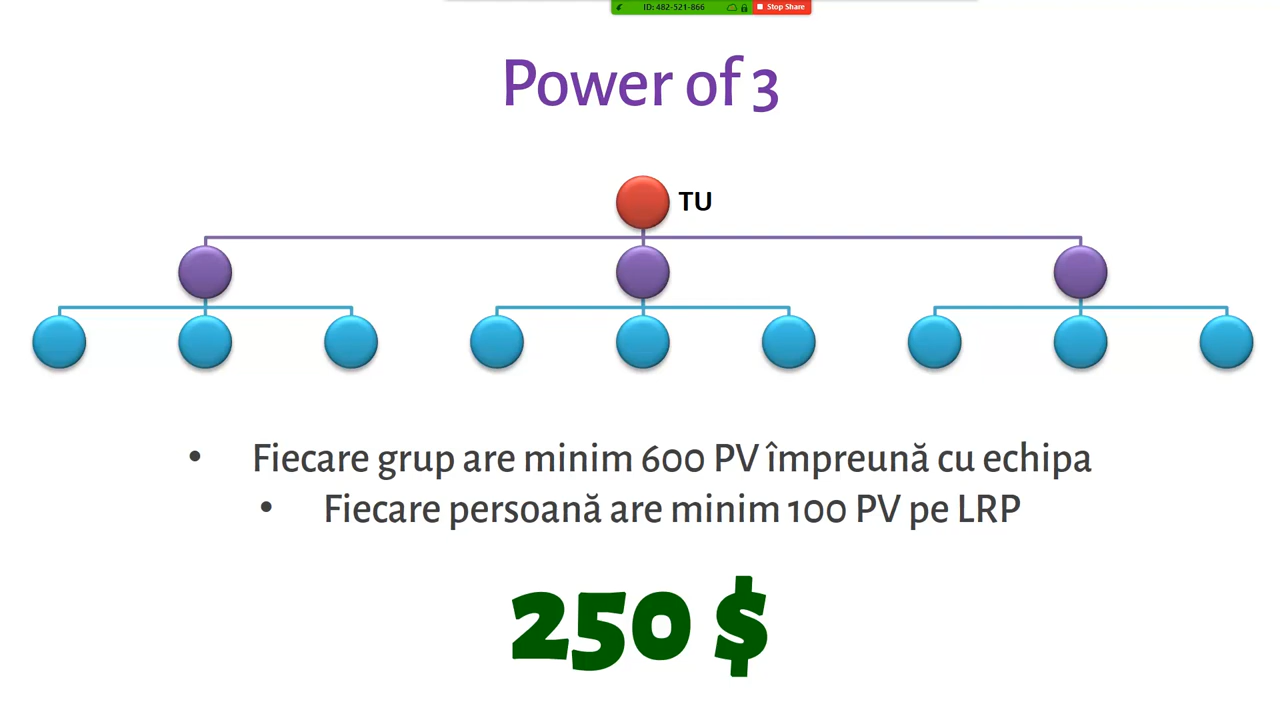 ID: 482-521-866 Stop Share
Power of 3
TU
• Fiecare grup are minim 600 PV împreună cu echipa
• Fiecare persoană are minim 100 PV pe LRP
250 $